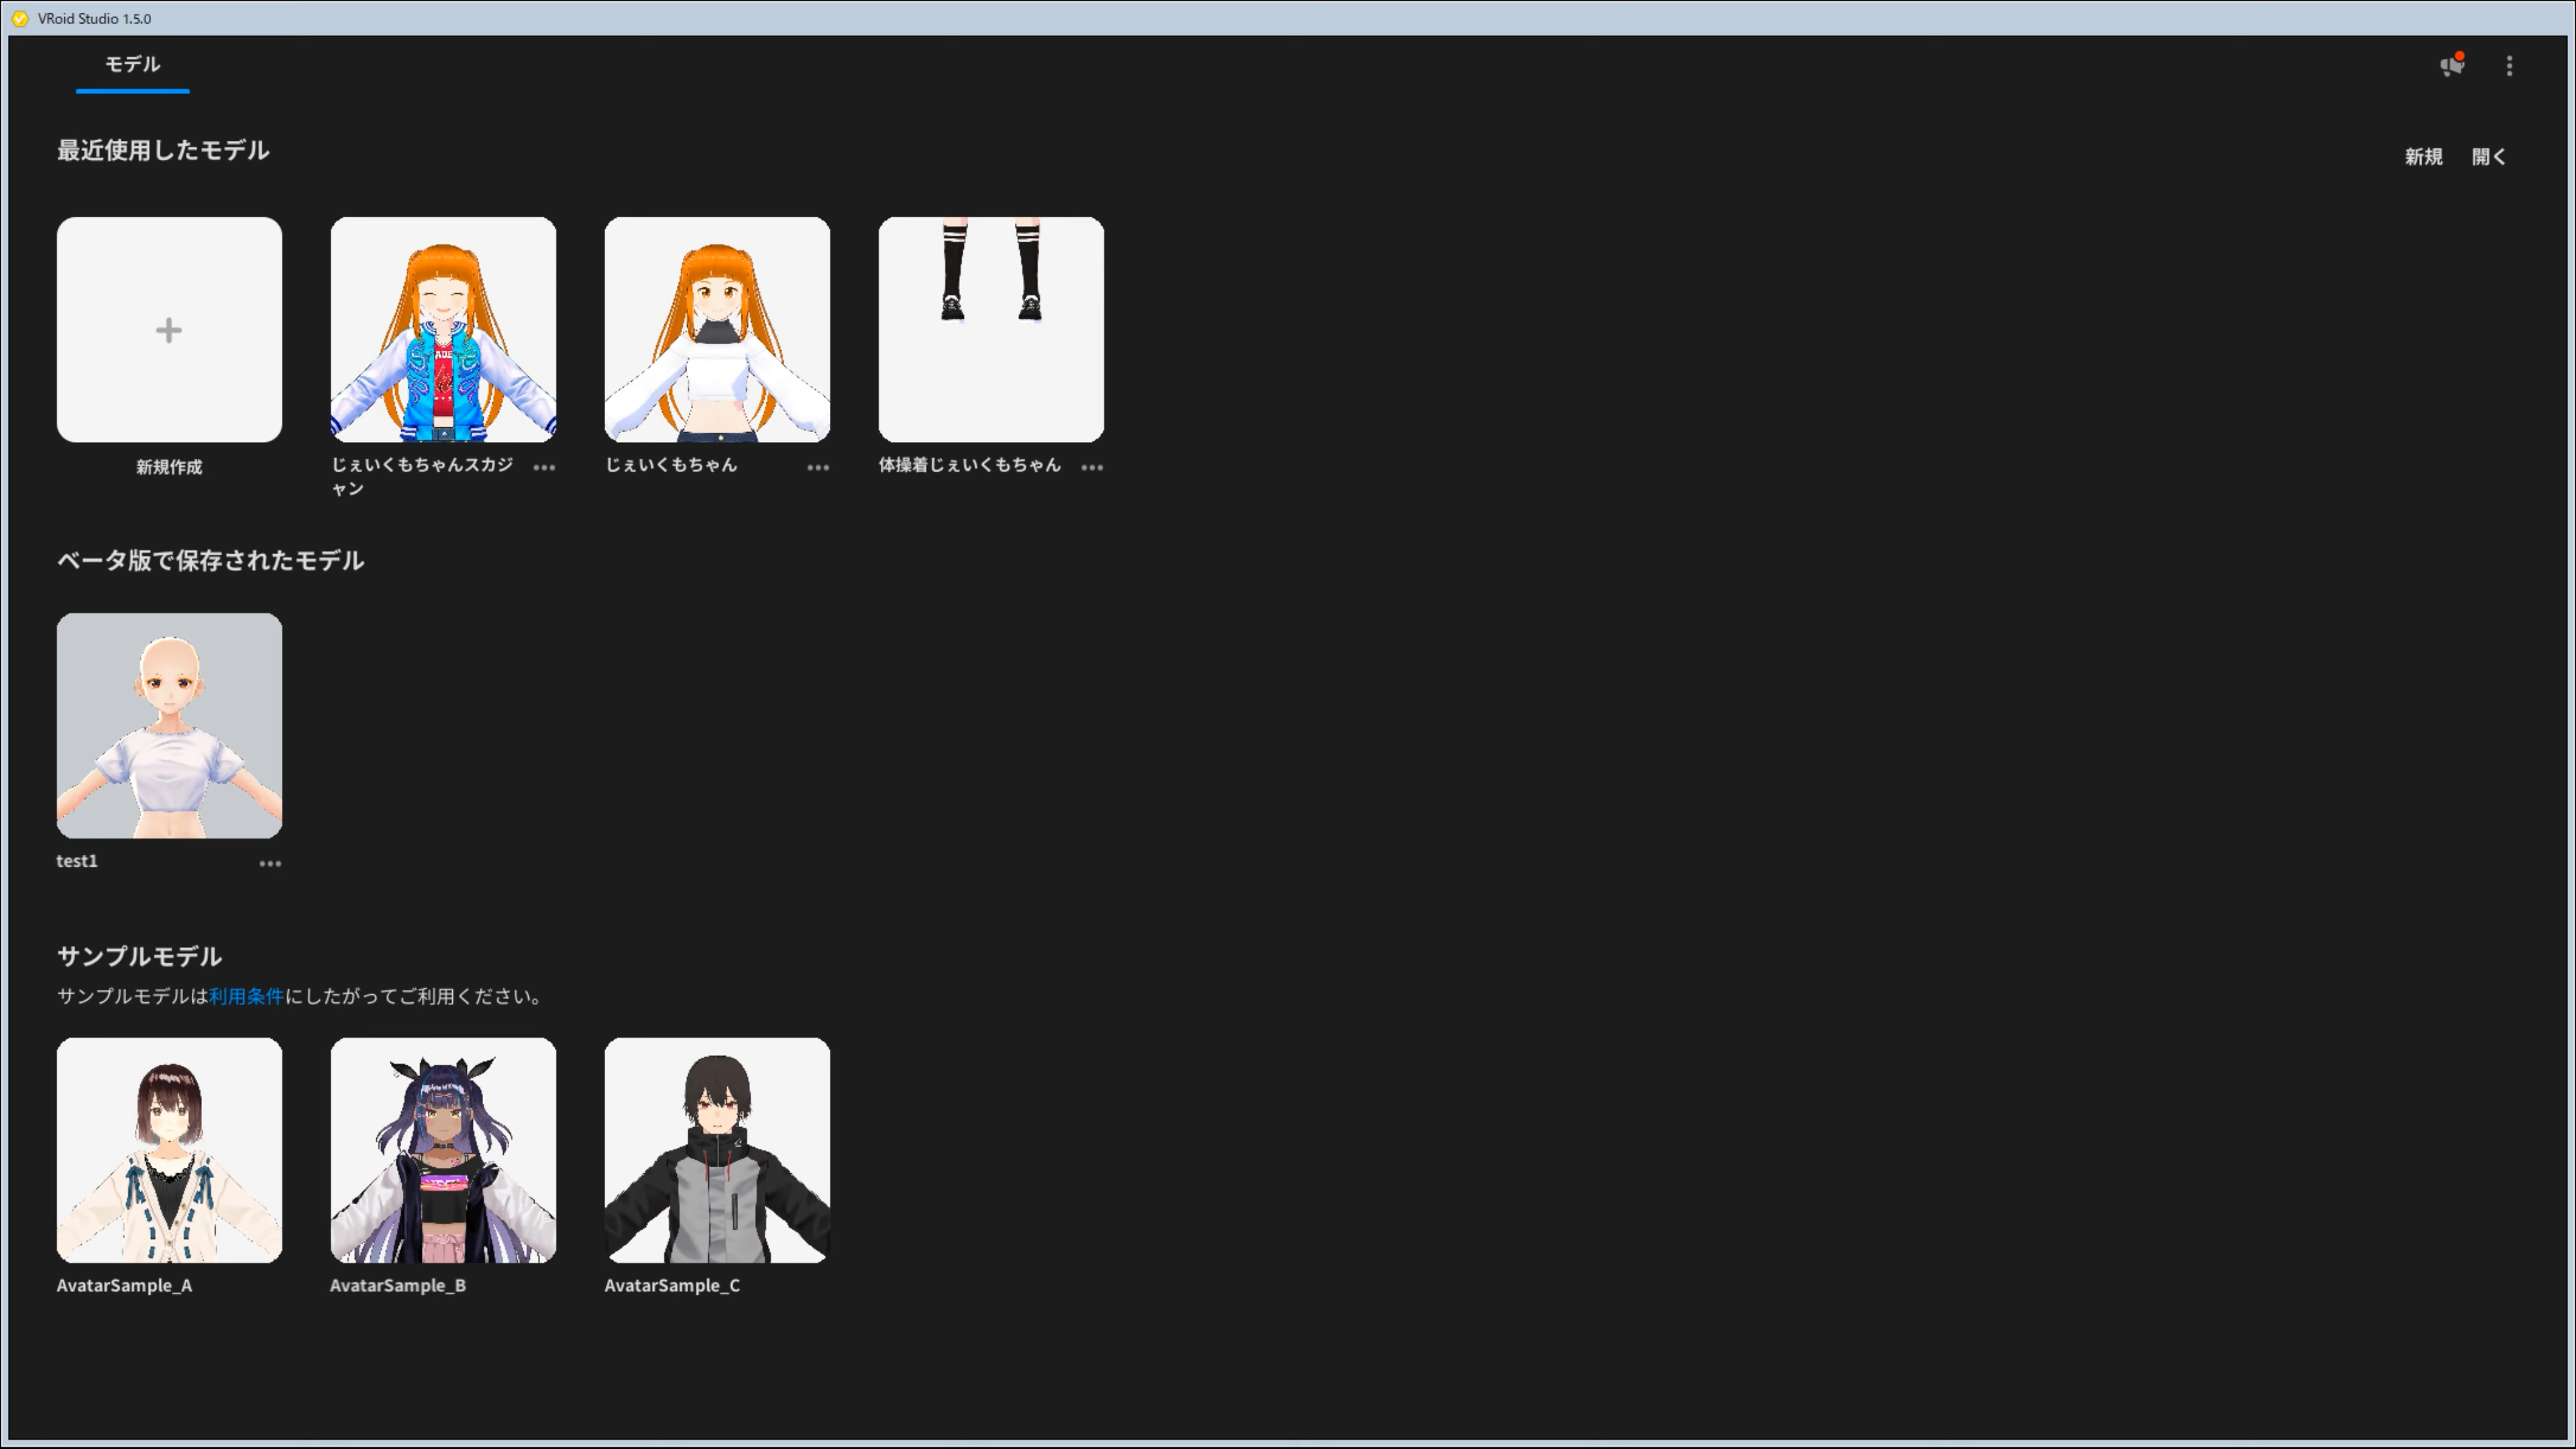 VRoid Studio 1.5.0
モデル
最近使用したモデル
新規 開く
新規作成
じぇいくもちゃんスカジ
ャン
じぇいくもちゃん
体操着じぇいくもちゃん
ベータ版で保存されたモデル
test1
サンプルモデル
サンプルモデルは利用条件にしたがってご利用ください。
AvatarSample_A
AvatarSample_B
AvatarSample_C